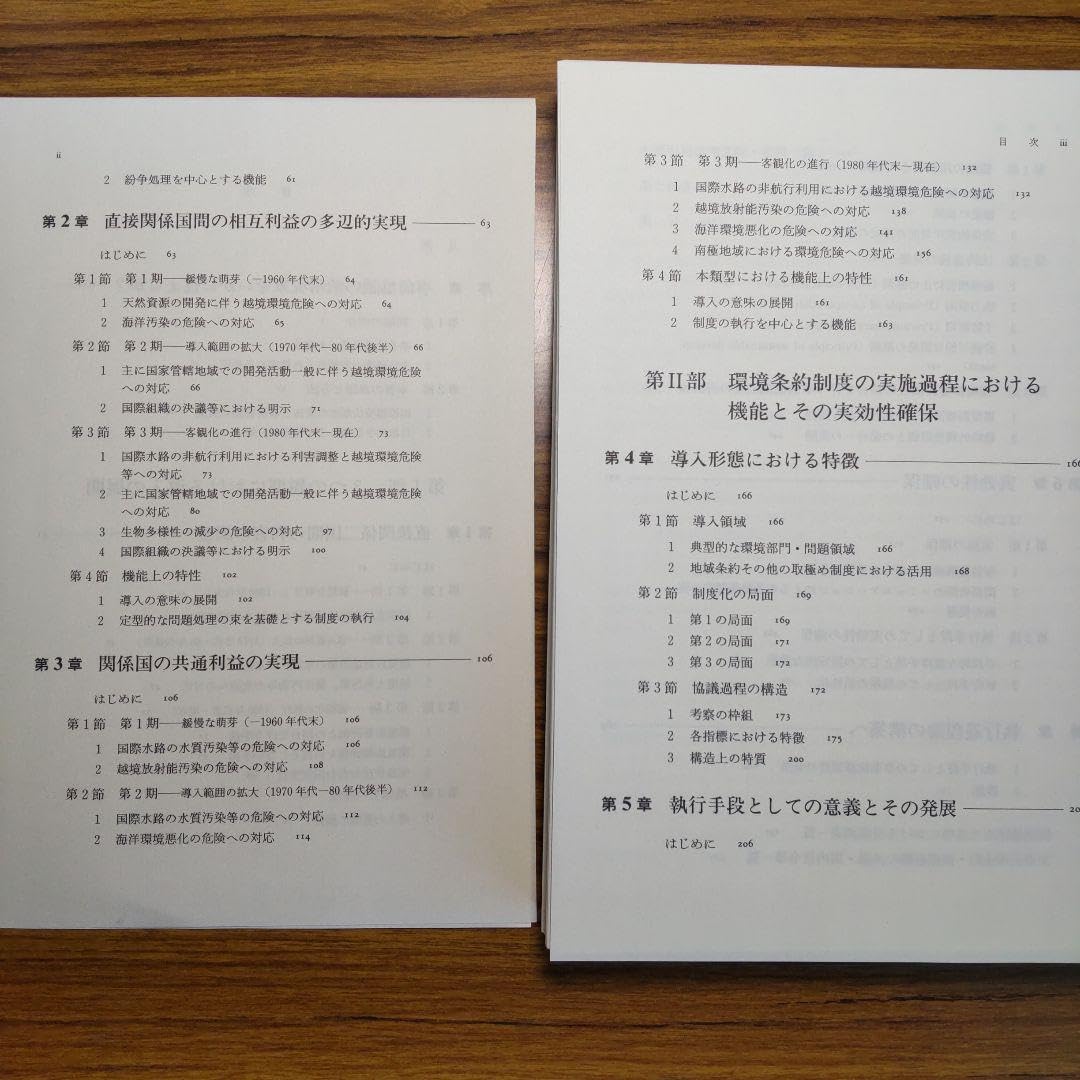 ii
2 紛争処理を中心とする機能 61
第2章 直接関係国間の相互利益の多辺的実現 63
はじめに 63
第1節 第1期──緩慢な萌芽（－1960年代末） 64
1 天然資源の開発に伴う越境環境危険への対応 64
2 海洋汚染の危険への対応 65
第2節 第2期──導入範囲の拡大（1970年代―80年代後半） 66
1 主に国家管轄地域での開発活動一般に伴う越境環境危険
への対応 66
2 国際組織の決議等における明示 71
第3節 第3期──客観化の進行（1980年代末―現在） 73
1 国際水路の非航行利用における利害調整と越境環境危険
等への対応 73
2 主に国家管轄地域での開発活動一般に伴う越境環境危険
への対応 80
3 生物多様性の減少の危険への対応 97
4 国際組織の決議等における明示 100
第4節 機能上の特性 102
1 導入の意味の展開 102
2 定型的な問題処理の束を基礎とする制度の執行 104
第3章 関係国の共通利益の実現 106
はじめに 106
第1節 第1期──緩慢な萌芽（－1960年代末） 106
1 国際水路の水質汚染等の危険への対応 106
2 越境放射能汚染の危険への対応 108
第2節 第2期──導入範囲の拡大（1970年代―80年代後半） 112
1 国際水路の水質汚染等の危険への対応 112
2 海洋環境悪化の危険への対応 114
目 次 iii
第3節 第3期──客観化の進行（1980年代末―現在） 132
1 国際水路の非航行利用における越境環境危険への対応 132
2 越境放射能汚染の危険への対応 138
3 海洋環境悪化の危険への対応 141
4 南極地域における環境危険への対応 156
第4節 本類型における機能上の特性 161
1 導入の意味の展開 161
2 制度の執行を中心とする機能 163
第II部 環境条約制度の実施過程における
機能とその実効性確保
第4章 導入形態における特徴 166
はじめに 166
第1節 導入領域 166
1 典型的な環境部門・問題領域 166
2 地域条約その他の取極め制度における活用 168
第2節 制度化の局面 169
1 第1の局面 169
2 第2の局面 171
3 第3の局面 172
第3節 協議過程の構造 172
1 考察の枠組 173
2 各指標における特徴 175
3 構造上の特質 200
第5章 執行手段としての意義とその発展
はじめに 206